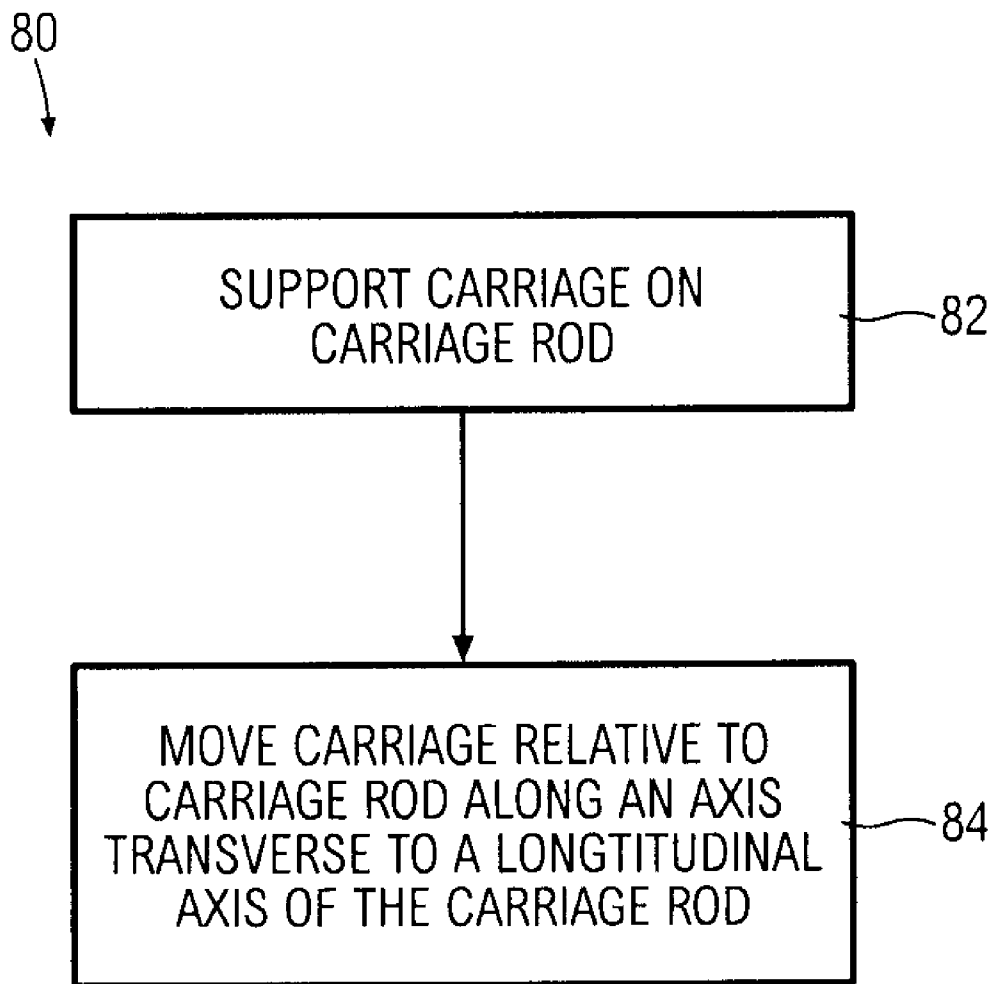 80
SUPPORT CARRIAGE ON
CARRIAGE ROD
82
MOVE CARRIAGE RELATIVE TO
CARRIAGE ROD ALONG AN AXIS
TRANSVERSE TO A LONGTITUDINAL
AXIS OF THE CARRIAGE ROD
84